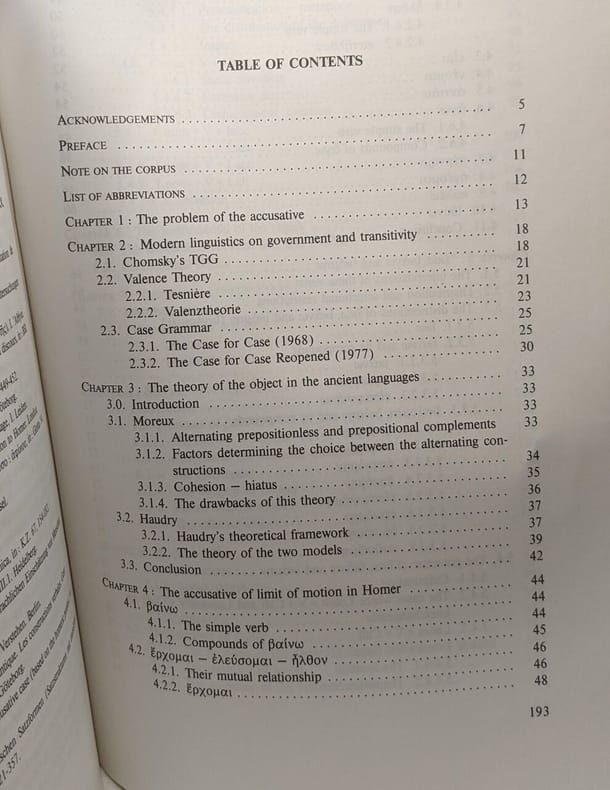 TABLE OF CONTENTS
ACKNOWLEDGEMENTS 5
PREFACE 7
NOTE ON THE CORPUS 11
LIST OF ABBREVIATIONS 12
CHAPTER 1 : The problem of the accusative 13
CHAPTER 2 : Modern linguistics on government and transitivity 18
2.1. Chomsky's TGG 18
2.2. Valence Theory 21
2.2.1. Tesnière 21
2.2.2. Valenztheorie 23
2.3. Case Grammar 25
2.3.1. The Case for Case (1968) 25
2.3.2. The Case for Case Reopened (1977) 30
CHAPTER 3 : The theory of the object in the ancient languages 33
3.0. Introduction 33
3.1. Moreux 33
3.1.1. Alternating prepositionless and prepositional complements 33
3.1.2. Factors determining the choice between the alternating con-
structions 34
3.1.3. Cohesion – hiatus 35
3.1.4. The drawbacks of this theory 36
3.2. Haudry 37
3.2.1. Haudry's theoretical framework 37
3.2.2. The theory of the two models 39
3.3. Conclusion 42
CHAPTER 4 : The accusative of limit of motion in Homer 44
4.1. βαίνω 44
4.1.1. The simple verb 44
4.1.2. Compounds of βαίνω 45
4.2. ἔρχομαι – ἐλεύσομαι – ἦλθον 46
4.2.1. Their mutual relationship 46
4.2.2. ἔρχομαι 48
193